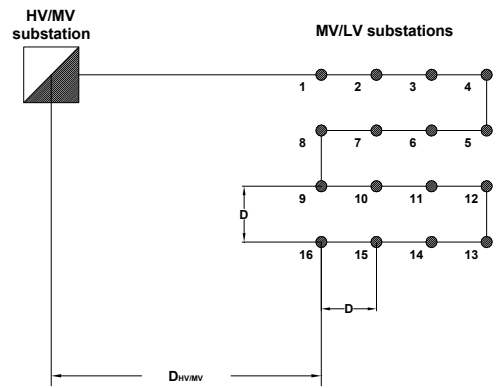 HV/MV
substation
MV/LV substations
1 2 3 4
8 7 6 5
D
9 10 11 12
16 15 14 13
D
DHV/MV